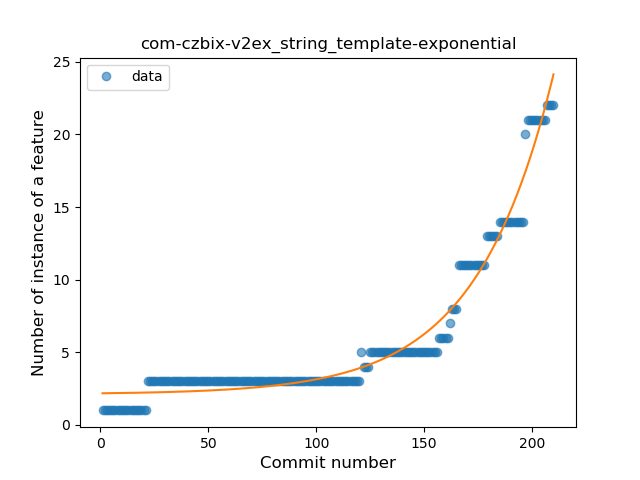 com-czbix-v2ex_string_template-exponential
data
Number of instance of a feature
25
20
15
10
5
0
0 50 100 150 200
Commit number